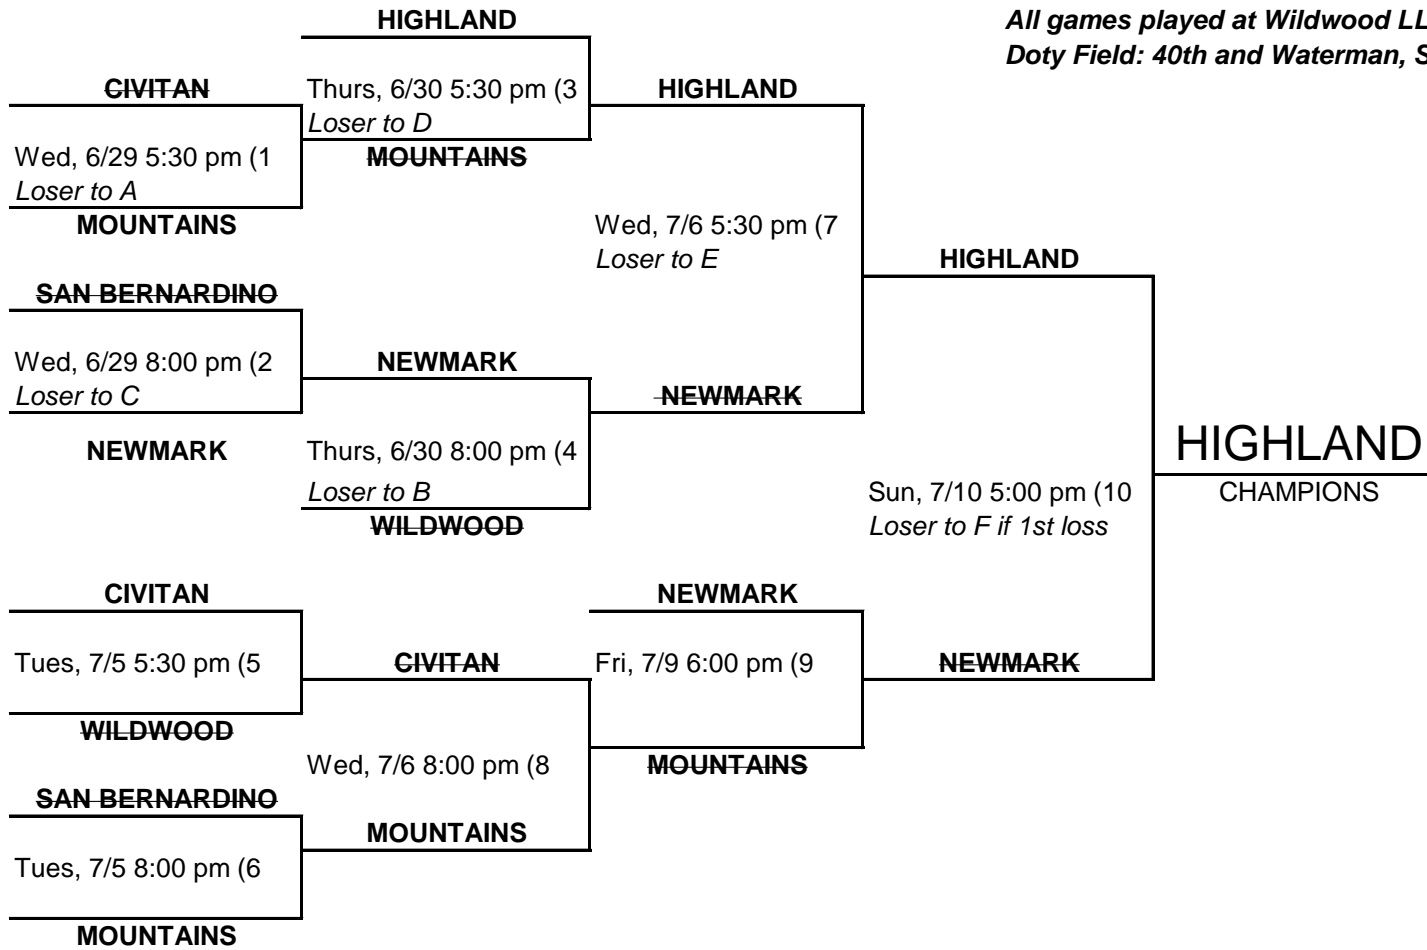 HIGHLAND
All games played at Wildwood LL
Doty Field: 40th and Waterman, S
CIVITAN
Thurs, 6/30 5:30 pm (3
HIGHLAND
Loser to D
Wed, 6/29 5:30 pm (1
MOUNTAINS
Loser to A
MOUNTAINS
Wed, 7/6 5:30 pm (7
Loser to E
HIGHLAND
SAN BERNARDINO
Wed, 6/29 8:00 pm (2
NEWMARK
Loser to C
NEWMARK
NEWMARK
Thurs, 6/30 8:00 pm (4
HIGHLAND
Loser to B
Sun, 7/10 5:00 pm (10
CHAMPIONS
WILDWOOD
Loser to F if 1st loss
CIVITAN
NEWMARK
Tues, 7/5 5:30 pm (5
CIVITAN
Fri, 7/9 6:00 pm (9
NEWMARK
WILDWOOD
Wed, 7/6 8:00 pm (8
MOUNTAINS
SAN BERNARDINO
MOUNTAINS
Tues, 7/5 8:00 pm (6
MOUNTAINS